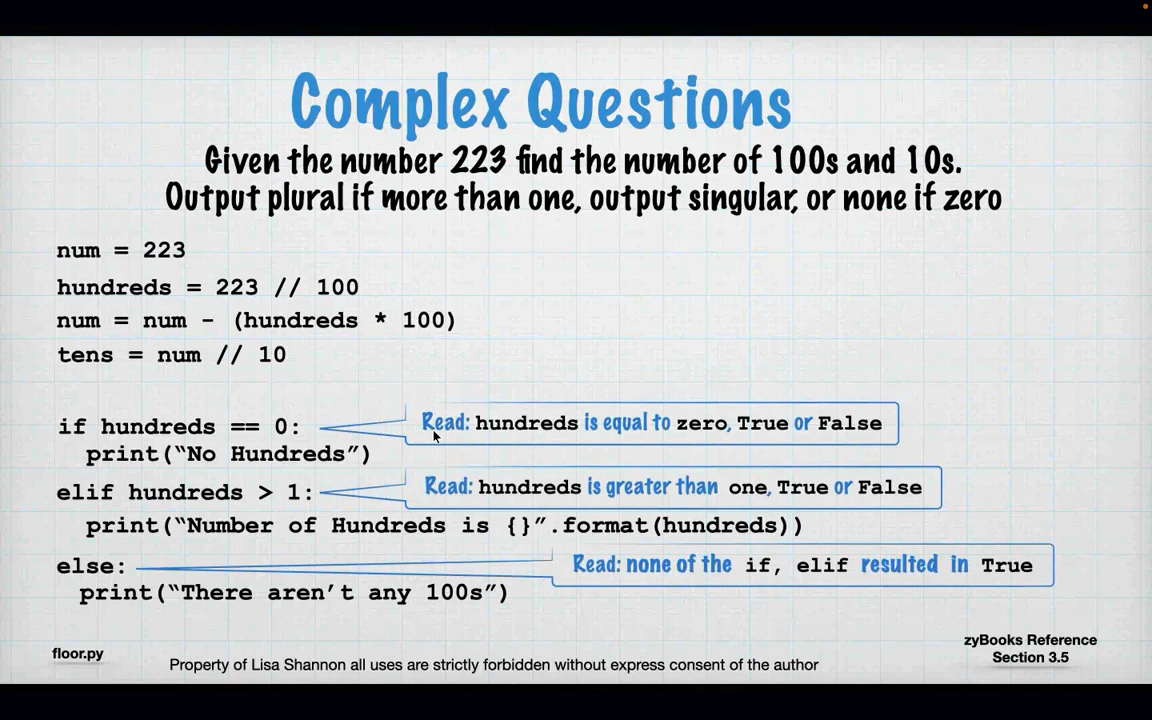 Complex Questions
Given the number 223 find the number of 100s and 10s.
Output plural if more than one, output singular, or none if zero
num = 223
hundreds = 223 // 100
num = num - (hundreds * 100)
tens = num // 10
if hundreds == 0:
Read: hundreds is equal to zero, True or False
print(“No Hundreds”)
elif hundreds > 1:
Read: hundreds is greater than one, True or False
print(“Number of Hundreds is {}”.format(hundreds))
else:
Read: none of the if, elif resulted in True
print(“There aren’t any 100s”)
floor.py
Property of Lisa Shannon all uses are strictly forbidden without express consent of the author
zyBooks Reference
Section 3.5